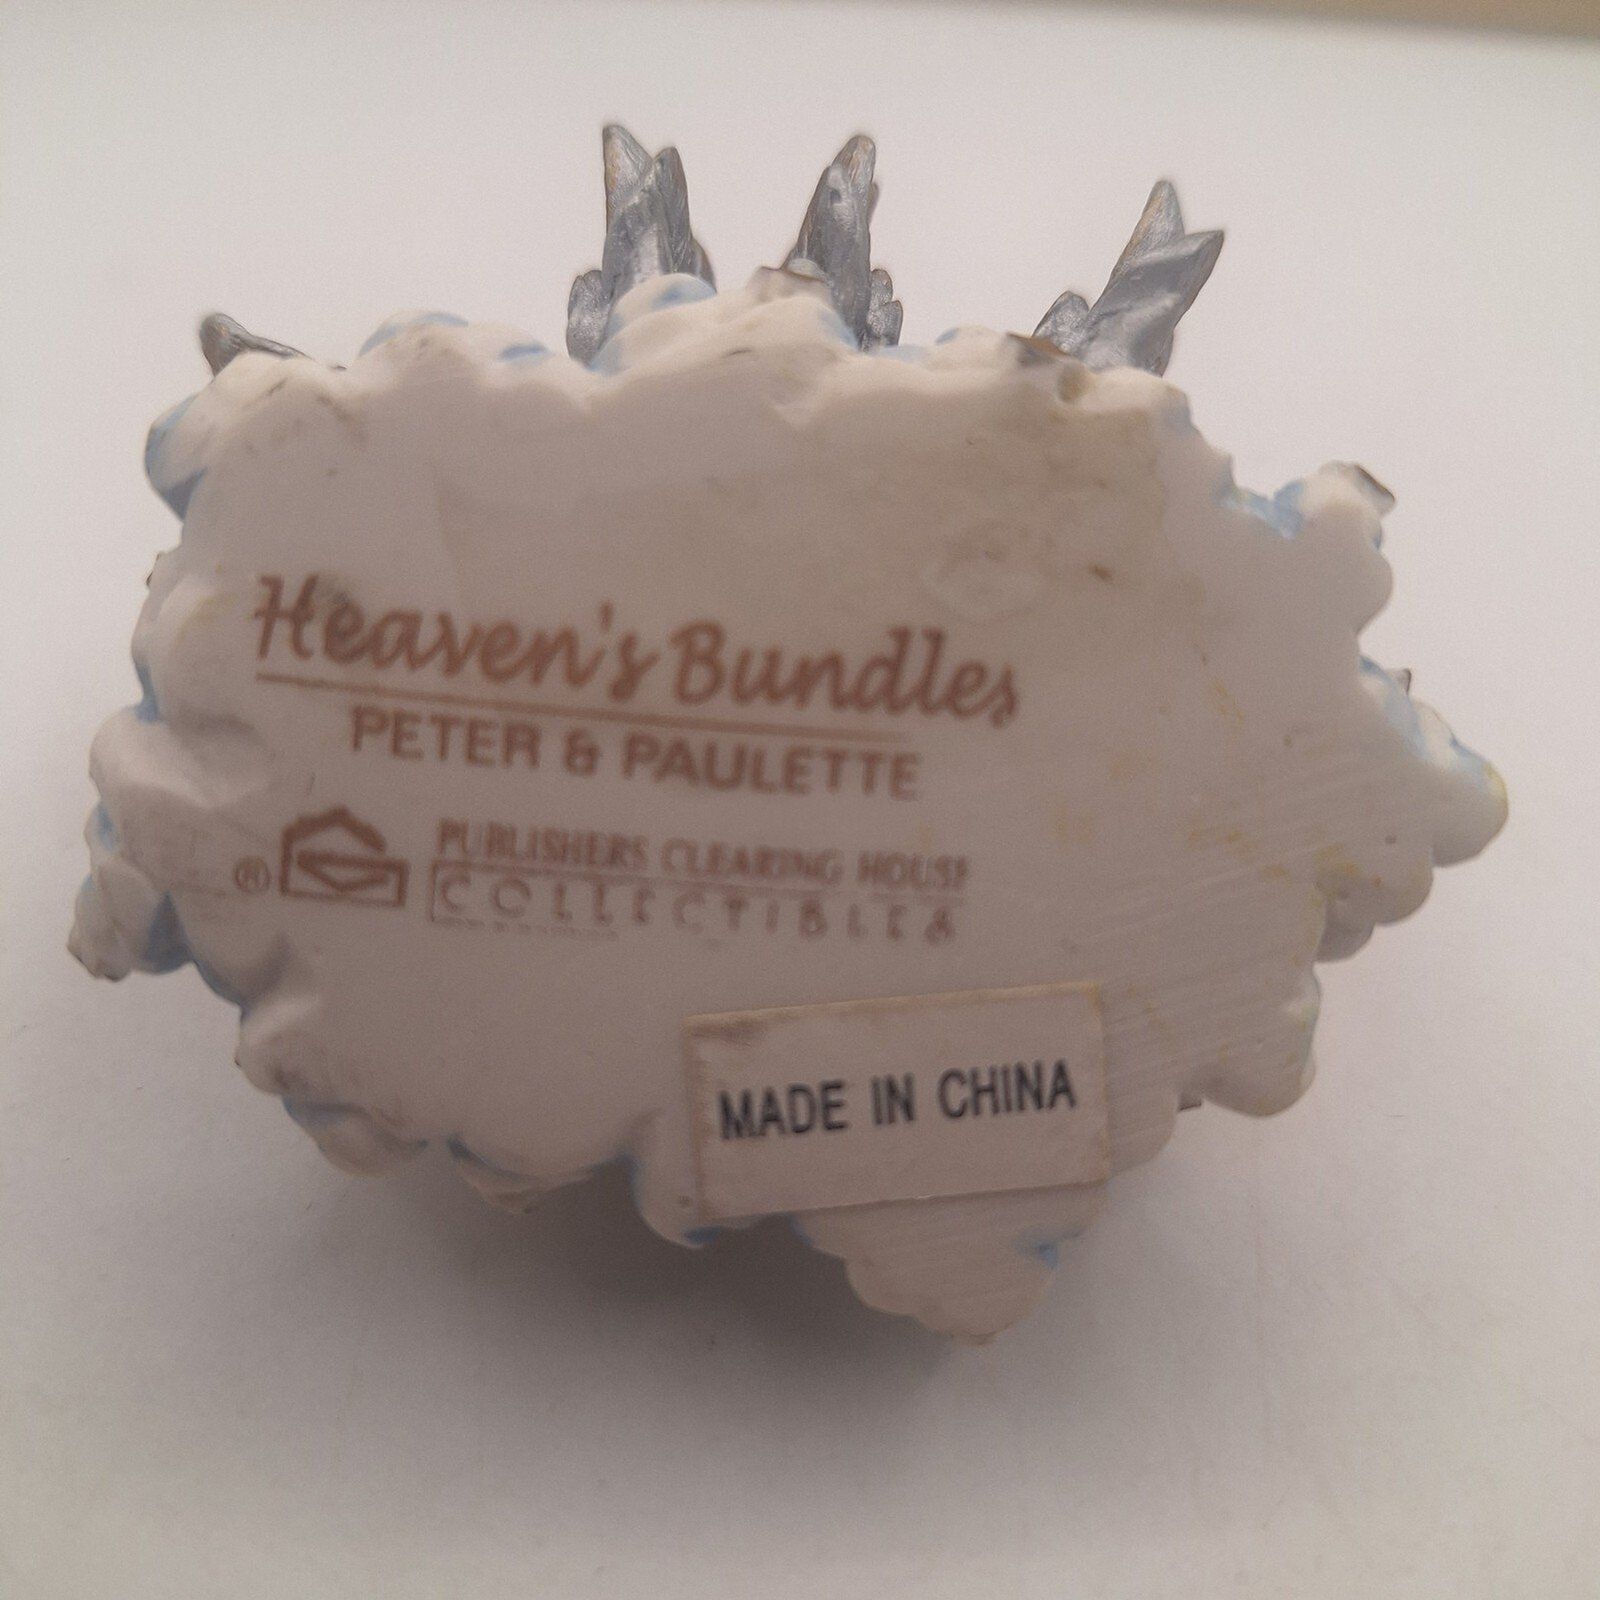 Heaven's Bundles
PETER & PAULETTE
® PUBLISHERS CLEARING HOUSE
COLLECTIBLES
MADE IN CHINA